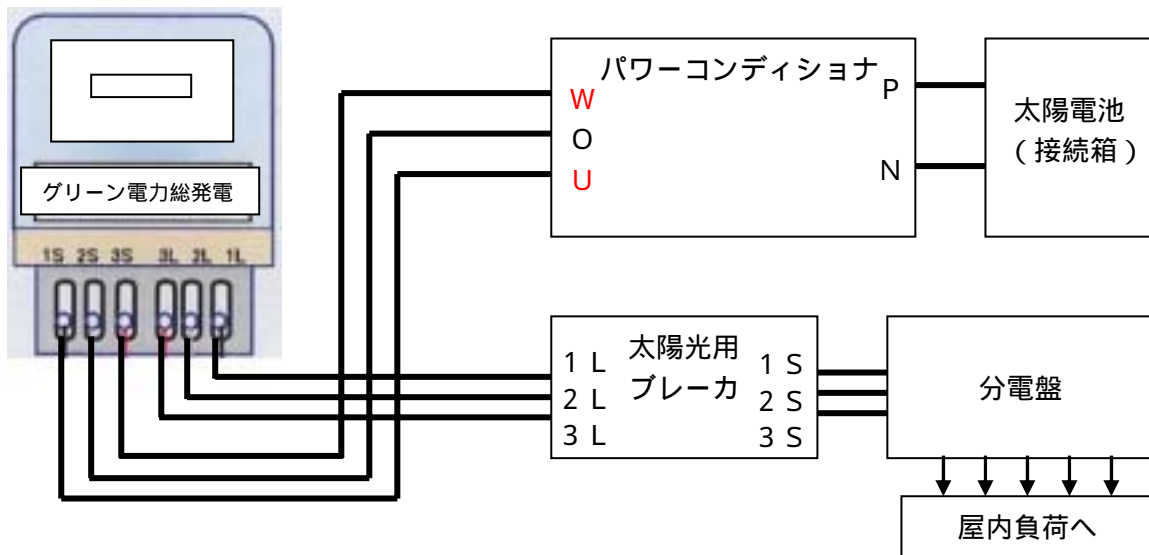 グリーン電力総発電
1S 2S 3S 3L 2L 1L
パワーコンディショナ
W
O
U
P
N
太陽電池
(接続箱)
太陽光用
ブレーカ
1 L
2 L
3 L
1 S
2 S
3 S
分電盤
屋内負荷へ